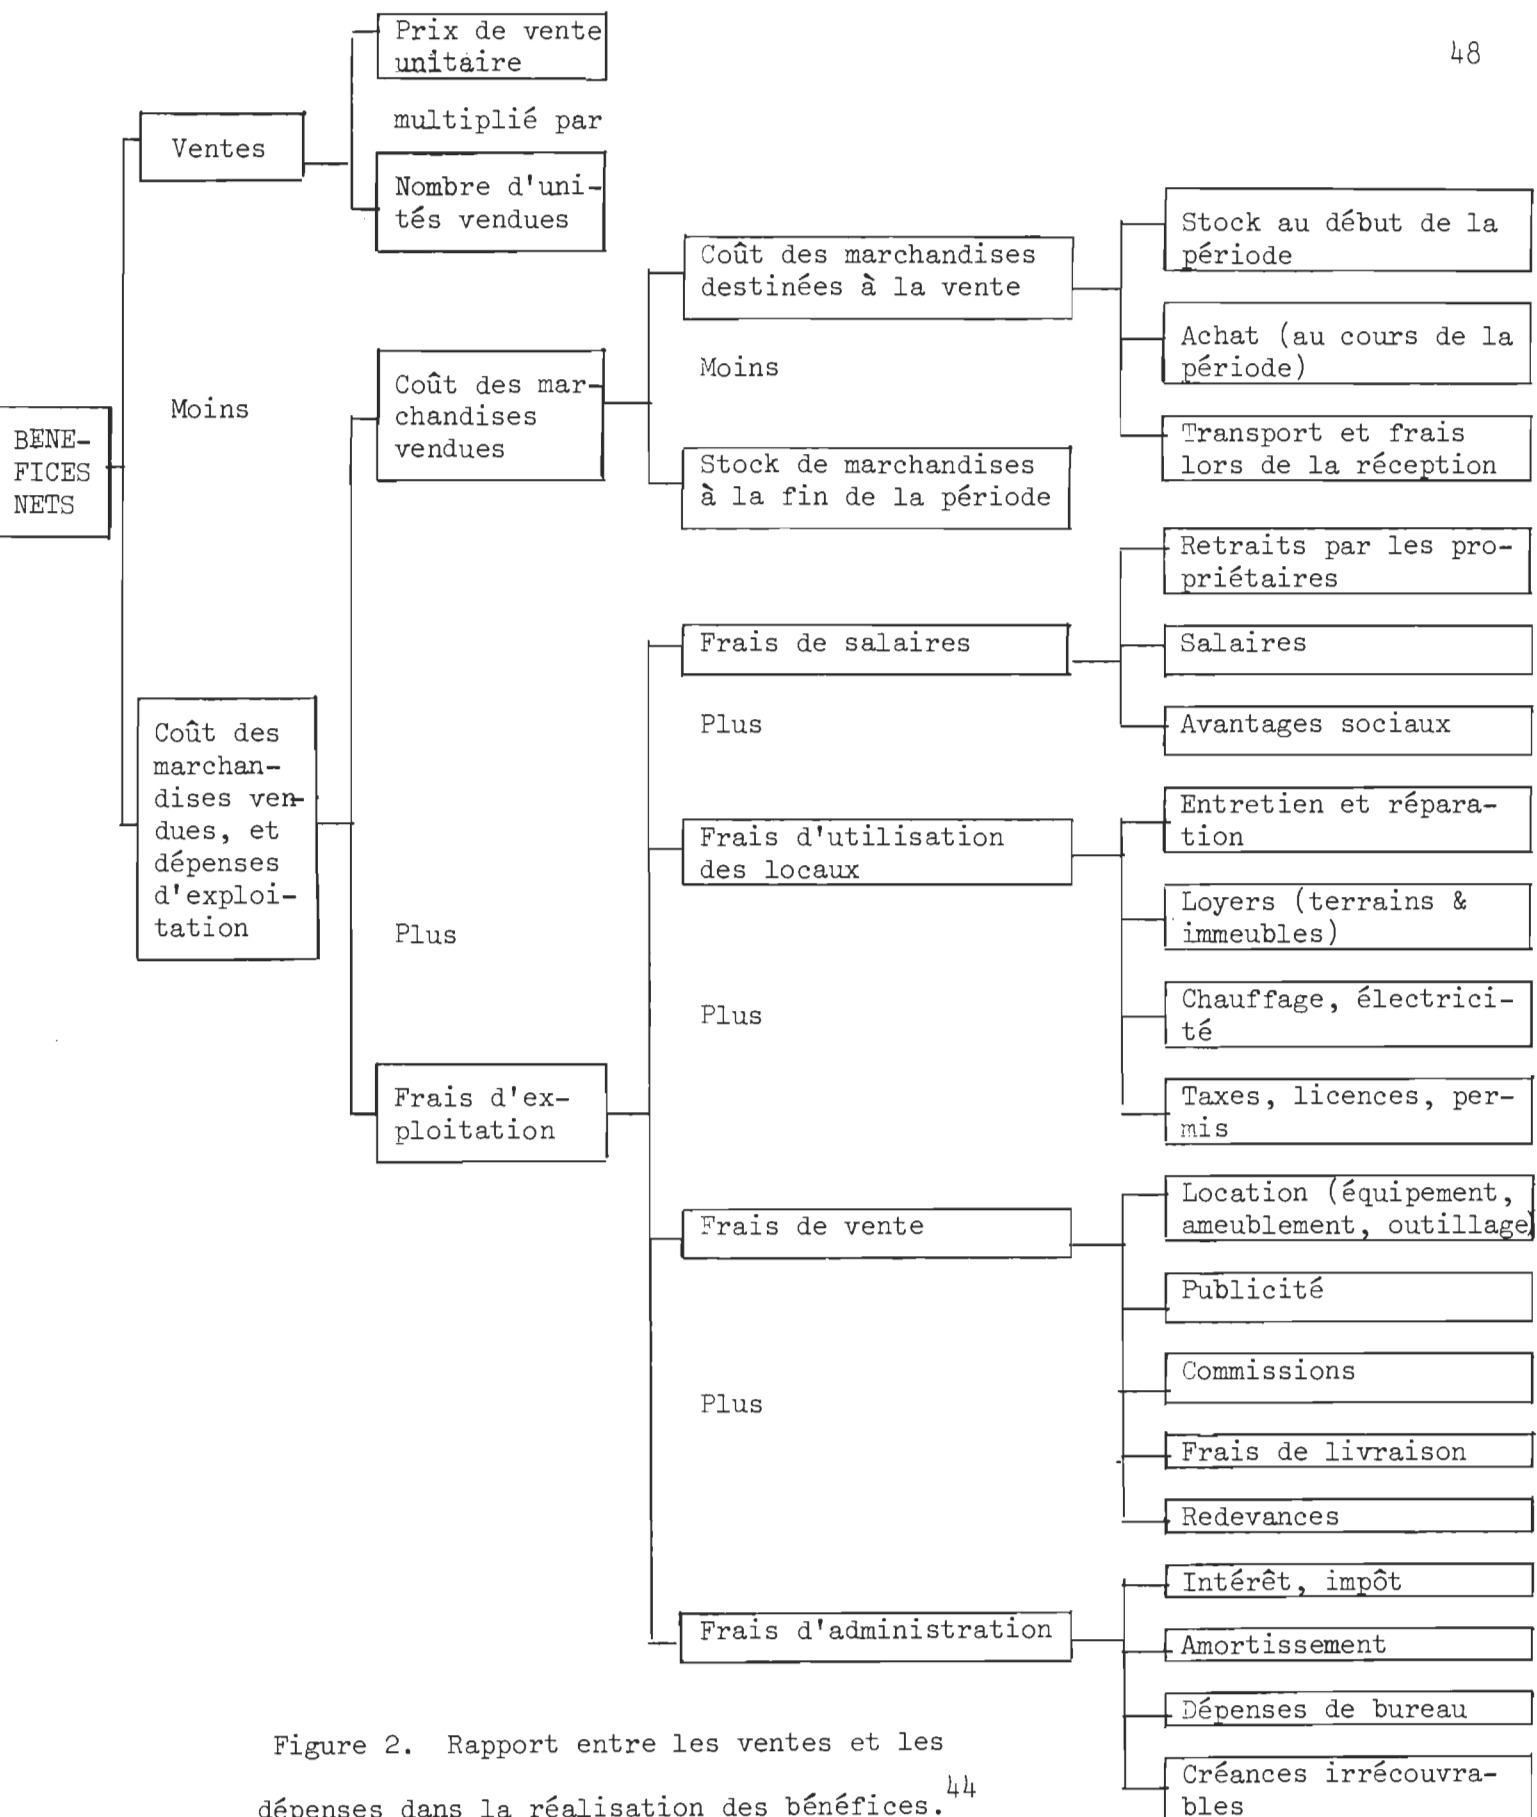 48
Prix de vente
unitaire
multiplié par
Nombre d'uni-
tés vendues
Ventes
Moins
BENE-
FICES
NETS
Coût des
marchan-
dises ven-
dues, et
dépenses
d'exploi-
tation
Coût des mar-
chandises
vendues
Plus
Frais d'ex-
ploitation
Coût des marchandises
destinées à la vente
Moins
Stock de marchandises
à la fin de la période
Frais de salaires
Plus
Frais d'utilisation
des locaux
Plus
Frais de vente
Plus
Frais d'administration
Stock au début de la
période
Achat (au cours de la
période)
Transport et frais
lors de la réception
Retraits par les pro-
priétaires
Salaires
Avantages sociaux
Entretien et répara-
tion
Loyers (terrains &
immeubles)
Chauffage, électrici-
té
Taxes, licences, per-
mis
Location (équipement,
ameublement, outillage)
Publicité
Commissions
Frais de livraison
Redevances
Intérêt, impôt
Amortissement
Dépenses de bureau
Créances irrécouvra-
bles
Figure 2. Rapport entre les ventes et les
dépenses dans la réalisation des bénéfices.44